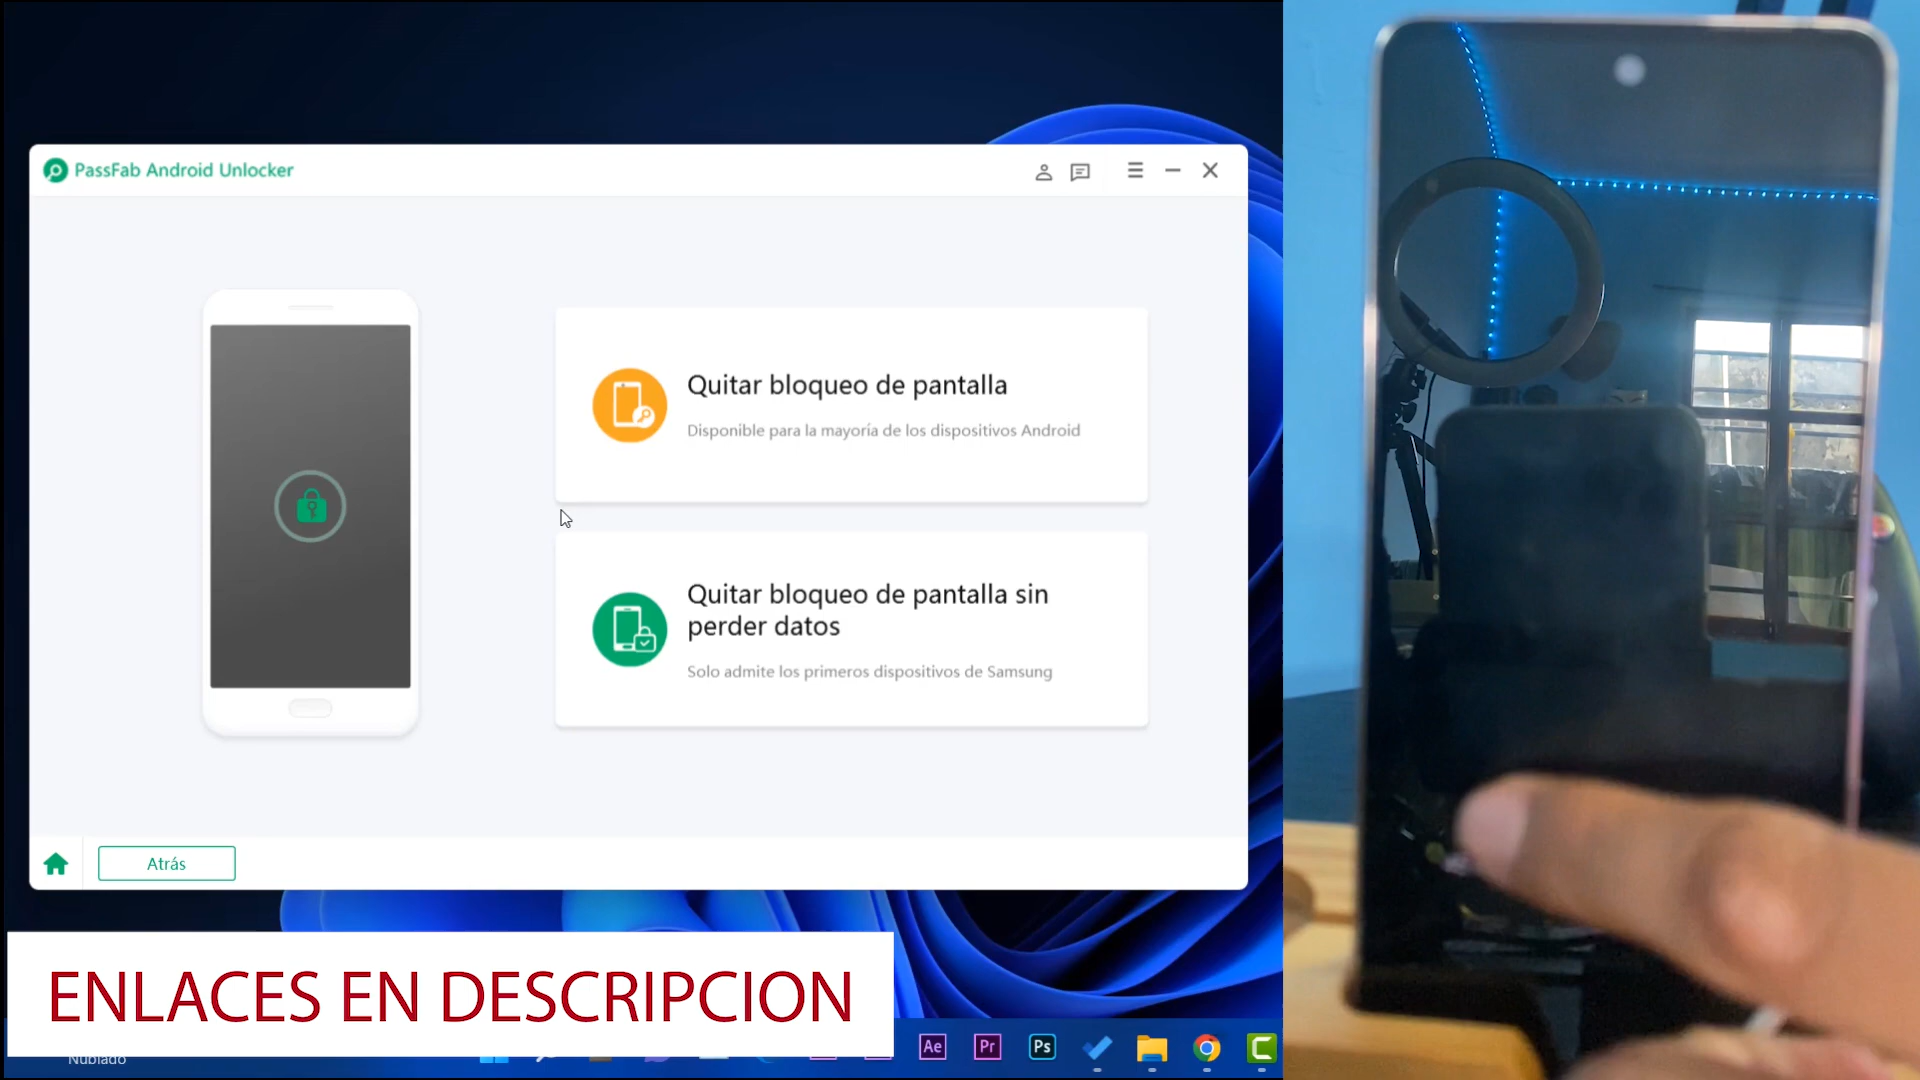 PassFab Android Unlocker
Quitar bloqueo de pantalla
Disponible para la mayoría de los dispositivos Android
Quitar bloqueo de pantalla sin
perder datos
Solo admite los primeros dispositivos de Samsung
Atrás
ENLACES EN DESCRIPCION
Nublado
Ae
Pr
Ps